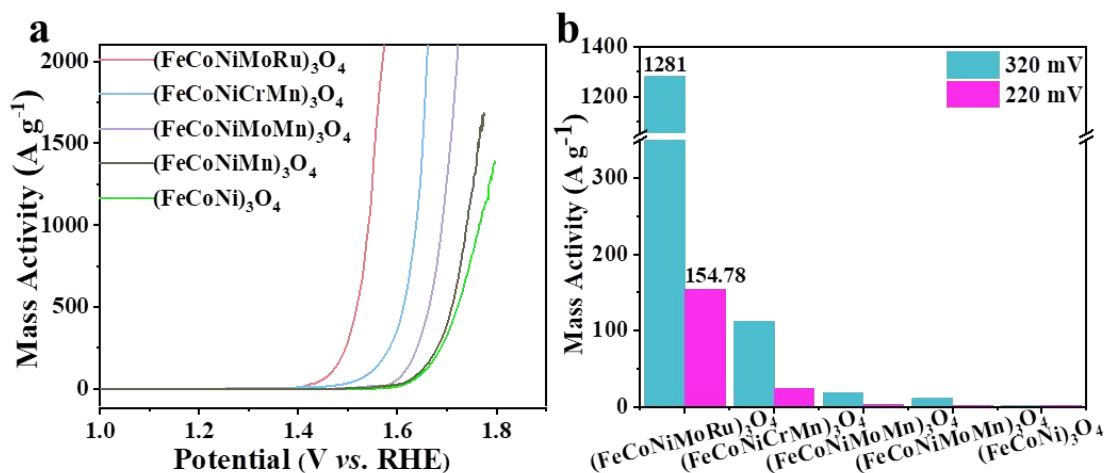 a
Mass Activity (A g⁻¹)
2000
1500
1000
500
0
(FeCoNiMoRu)₃O₄
(FeCoNiCrMn)₃O₄
(FeCoNiMoMn)₃O₄
(FeCoNiMn)₃O₄
(FeCoNi)₃O₄
1.0 1.2 1.4 1.6 1.8
Potential (V vs. RHE
b
Mass Activity (A g⁻¹)
1400
1200
300
200
100
0
1281
154.78
320 mV
220 mV
(FeCoNiMoRu)₃O₄
(FeCoNiCrMn)₃O₄
(FeCoNiMoMn)₃O₄
(FeCoNiMoMn)₃O₄
(FeCoNi)₃O₄